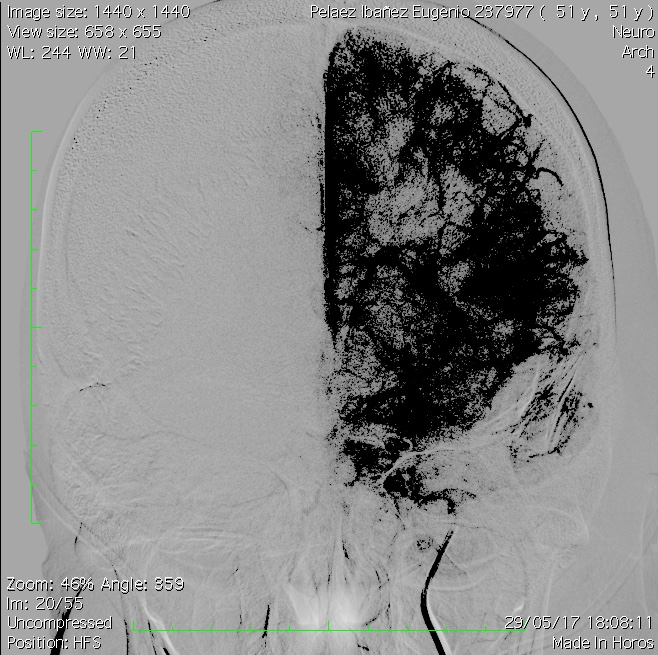 Image size: 1440 x 1440
View size: 658 x 655
WL: 244 WW: 21
Pelaez Ibañez Eugenio 237977 ( 51 y , 51 y )
Neuro
Arch
4
Zoom: 46% Angle: 359
Im: 20/55
Uncompressed
Position: HFS
29/05/17 18:08:11
Made In Horos